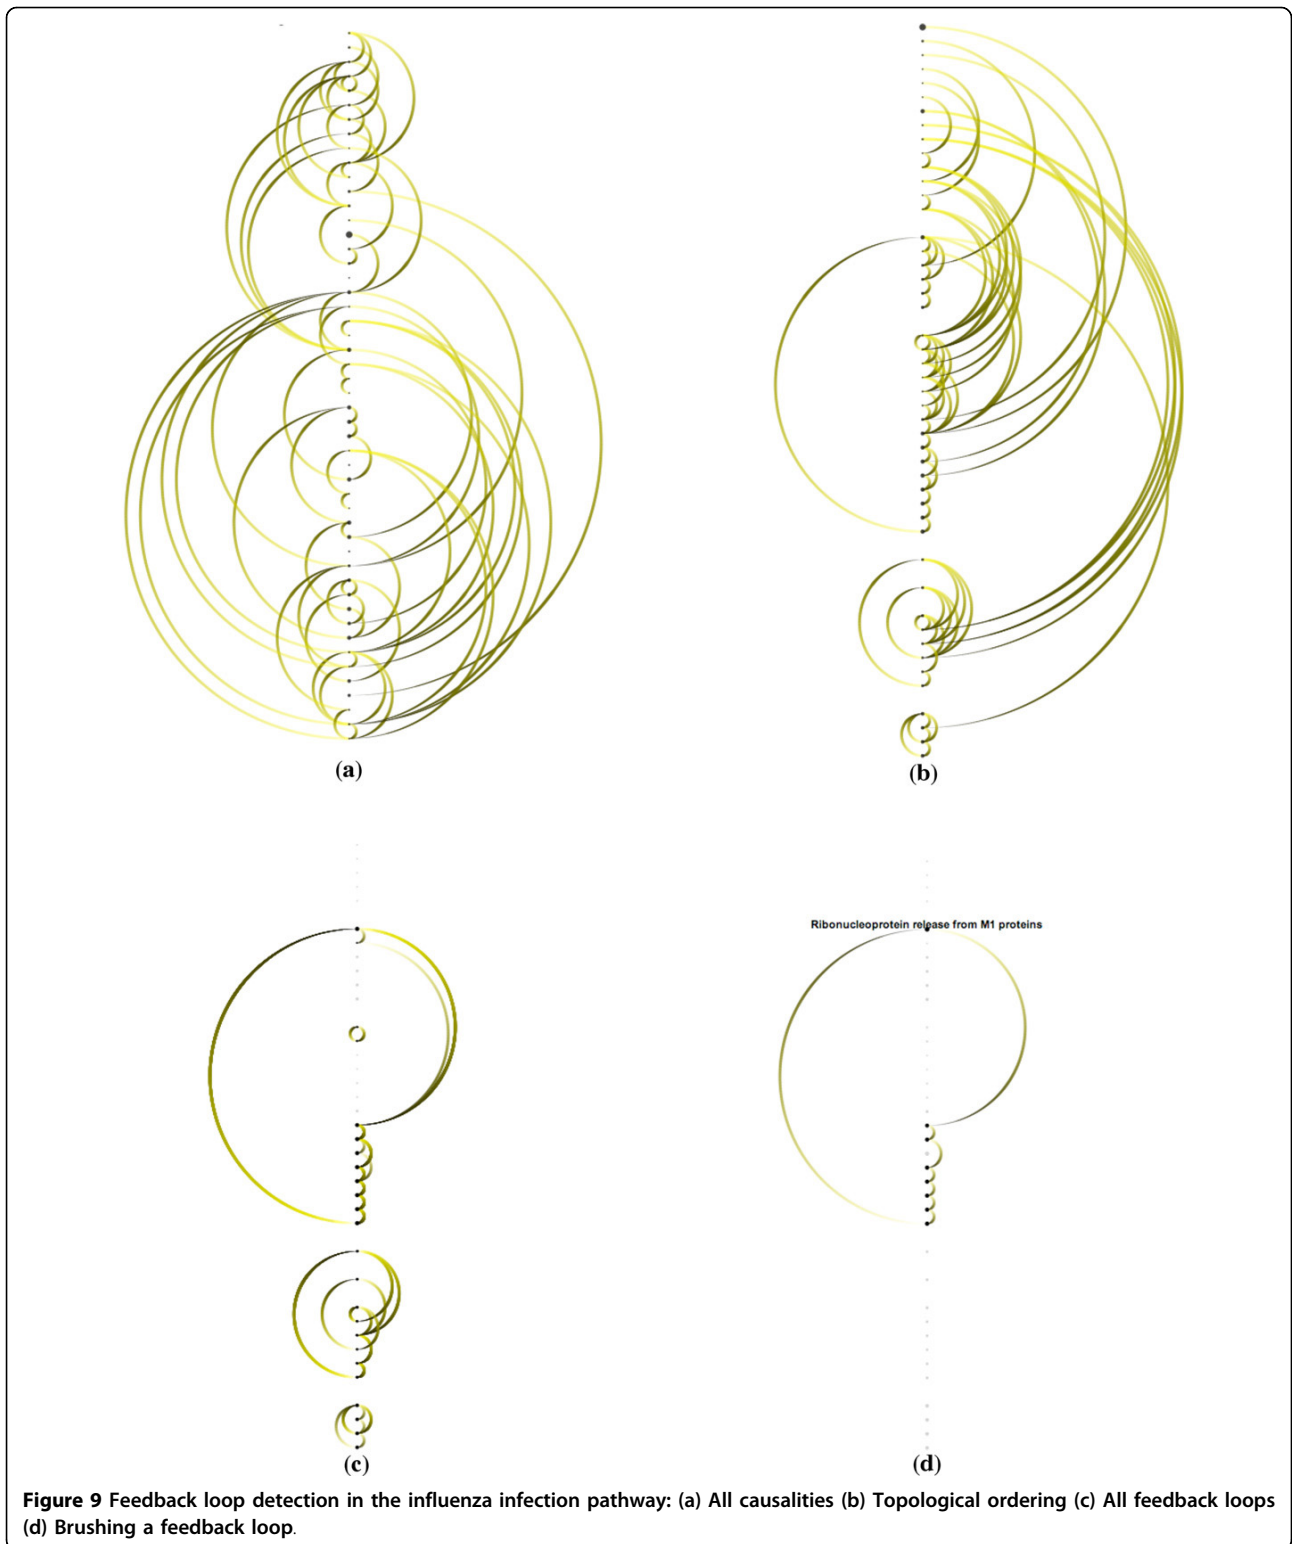 (a)
(b)
Ribonucleoprotein release from M1 proteins
(c)
(d)
Figure 9 Feedback loop detection in the influenza infection pathway: (a) All causalities (b) Topological ordering (c) All feedback loops
(d) Brushing a feedback loop.